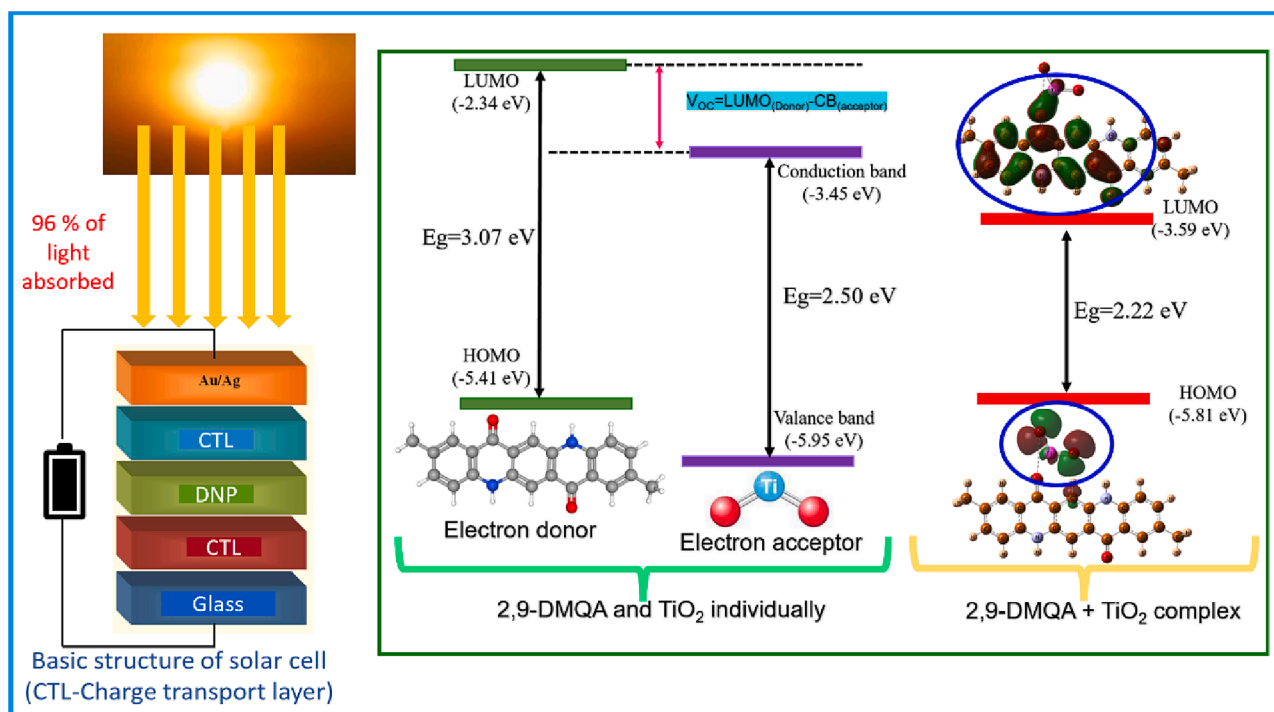 96 % of
light
absorbed
Au/Ag
CTL
DNP
CTL
Glass
Basic structure of solar cell
(CTL-Charge transport layer)
LUMO
(-2.34 eV)
Eg=3.07 eV
HOMO
(-5.41 eV)
Electron donor
V_OC=LUMO_(Donor)-CB_(acceptor)
Conduction band
(-3.45 eV)
Eg=2.50 eV
Valance band
(-5.95 eV)
Ti
Electron acceptor
2,9-DMQA and TiO₂ individually
LUMO
(-3.59 eV)
Eg=2.22 eV
HOMO
(-5.81 eV)
2,9-DMQA + TiO₂ complex